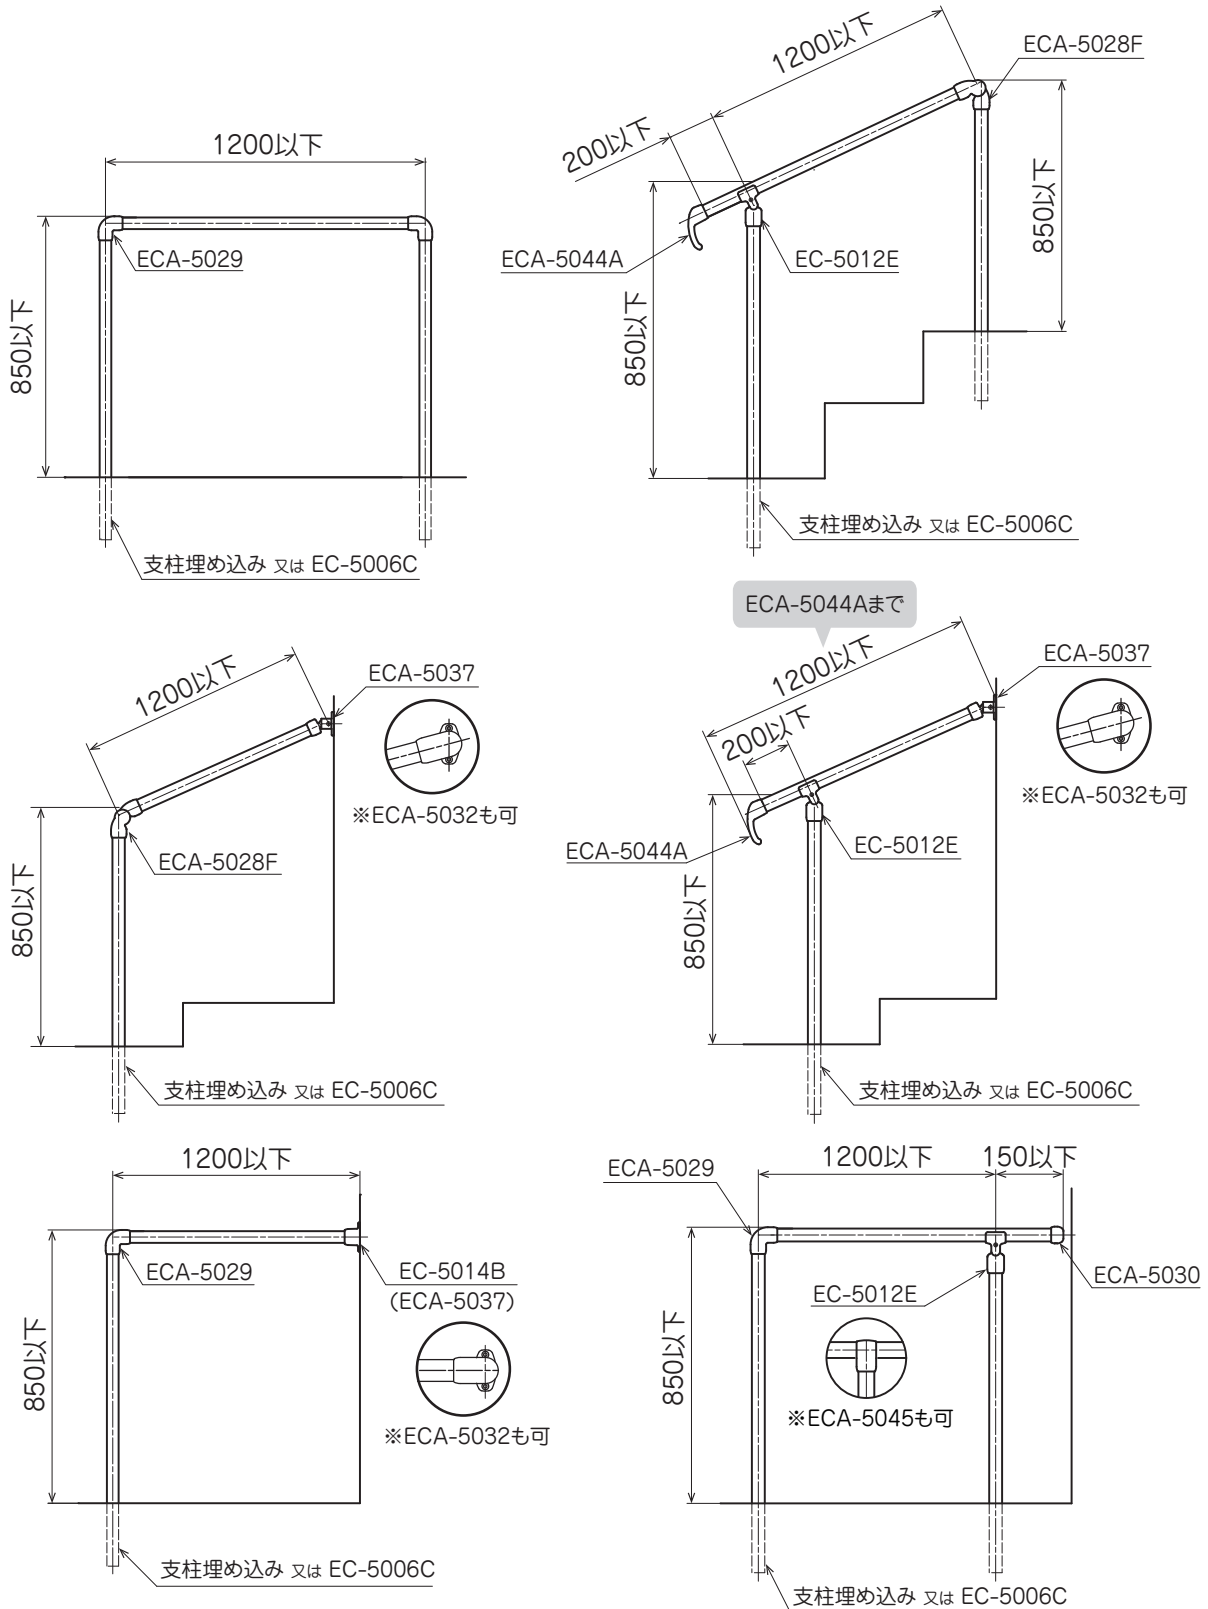 1200以下
850以下
ECA-5029
支柱埋め込み 又は EC-5006C
1200以下
200以下
ECA-5028F
850以下
ECA-5044A
EC-5012E
850以下
支柱埋め込み 又は EC-5006C
1200以下
ECA-5037
※ECA-5032も可
ECA-5028F
850以下
支柱埋め込み 又は EC-5006C
ECA-5044Aまで
1200以下
200以下
ECA-5037
※ECA-5032も可
ECA-5044A
EC-5012E
850以下
支柱埋め込み 又は EC-5006C
1200以下
ECA-5029
EC-5014B
(ECA-5037)
850以下
※ECA-5032も可
支柱埋め込み 又は EC-5006C
ECA-5029
1200以下
150以下
ECA-5030
EC-5012E
850以下
※ECA-5045も可
支柱埋め込み 又は EC-5006C